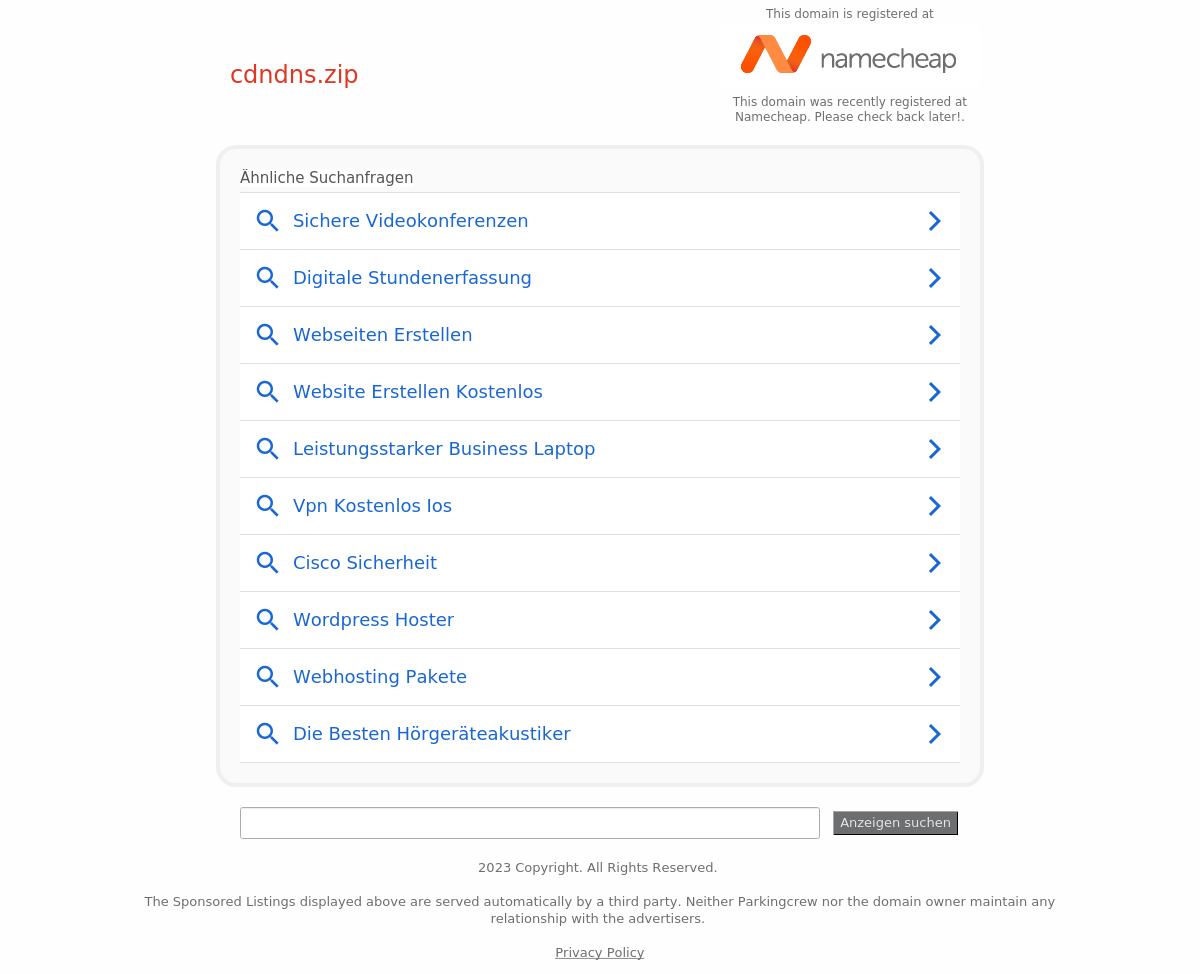 This domain is registered at
namecheap
cdndns.zip
This domain was recently registered at
Namecheap. Please check back later!.
Ähnliche Suchanfragen
Sichere Videokonferenzen
Digitale Stundenerfassung
Webseiten Erstellen
Website Erstellen Kostenlos
Leistungsstarker Business Laptop
Vpn Kostenlos Ios
Cisco Sicherheit
Wordpress Hoster
Webhosting Pakete
Die Besten Hörgeräteakustiker
Anzeigen suchen
2023 Copyright. All Rights Reserved.
The Sponsored Listings displayed above are served automatically by a third party. Neither Parkingcrew nor the domain owner maintain any
relationship with the advertisers.
Privacy Policy